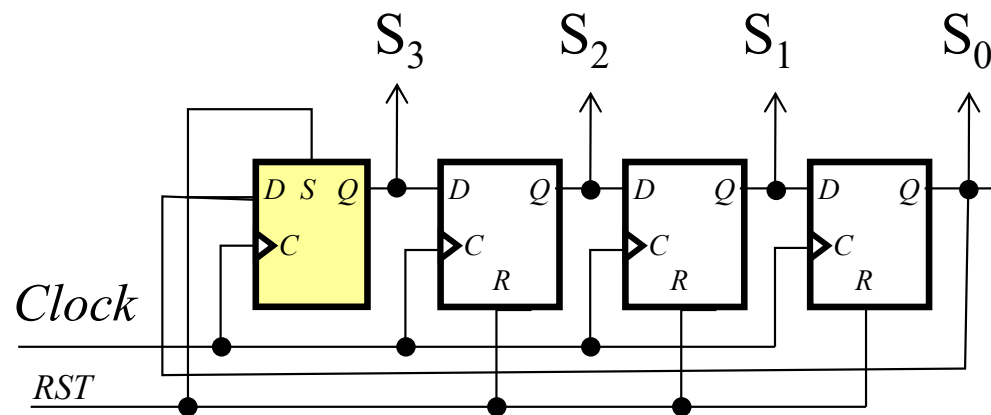 S3 S2 S1 S0
D S Q D Q D Q D Q
C C C C
R R R
Clock
RST